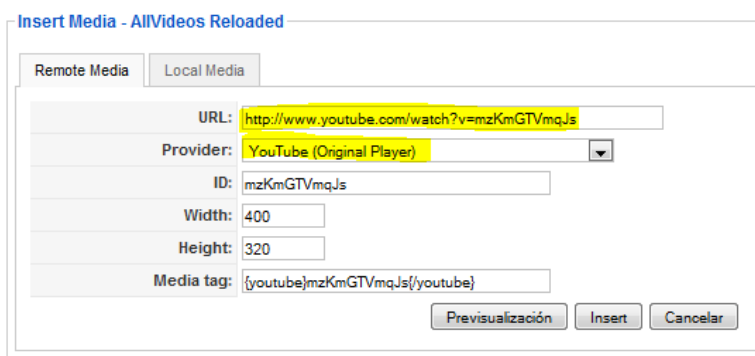 Insert Media - AllVideos Reloaded
Remote Media Local Media
URL: http://www.youtube.com/watch?v=mzKmGTVmqJs
Provider: YouTube (Original Player)
ID: mzKmGTVmqJs
Width: 400
Height: 320
Media tag: {youtube}mzKmGTVmqJs{/youtube}
Previsualización Insert Cancelar